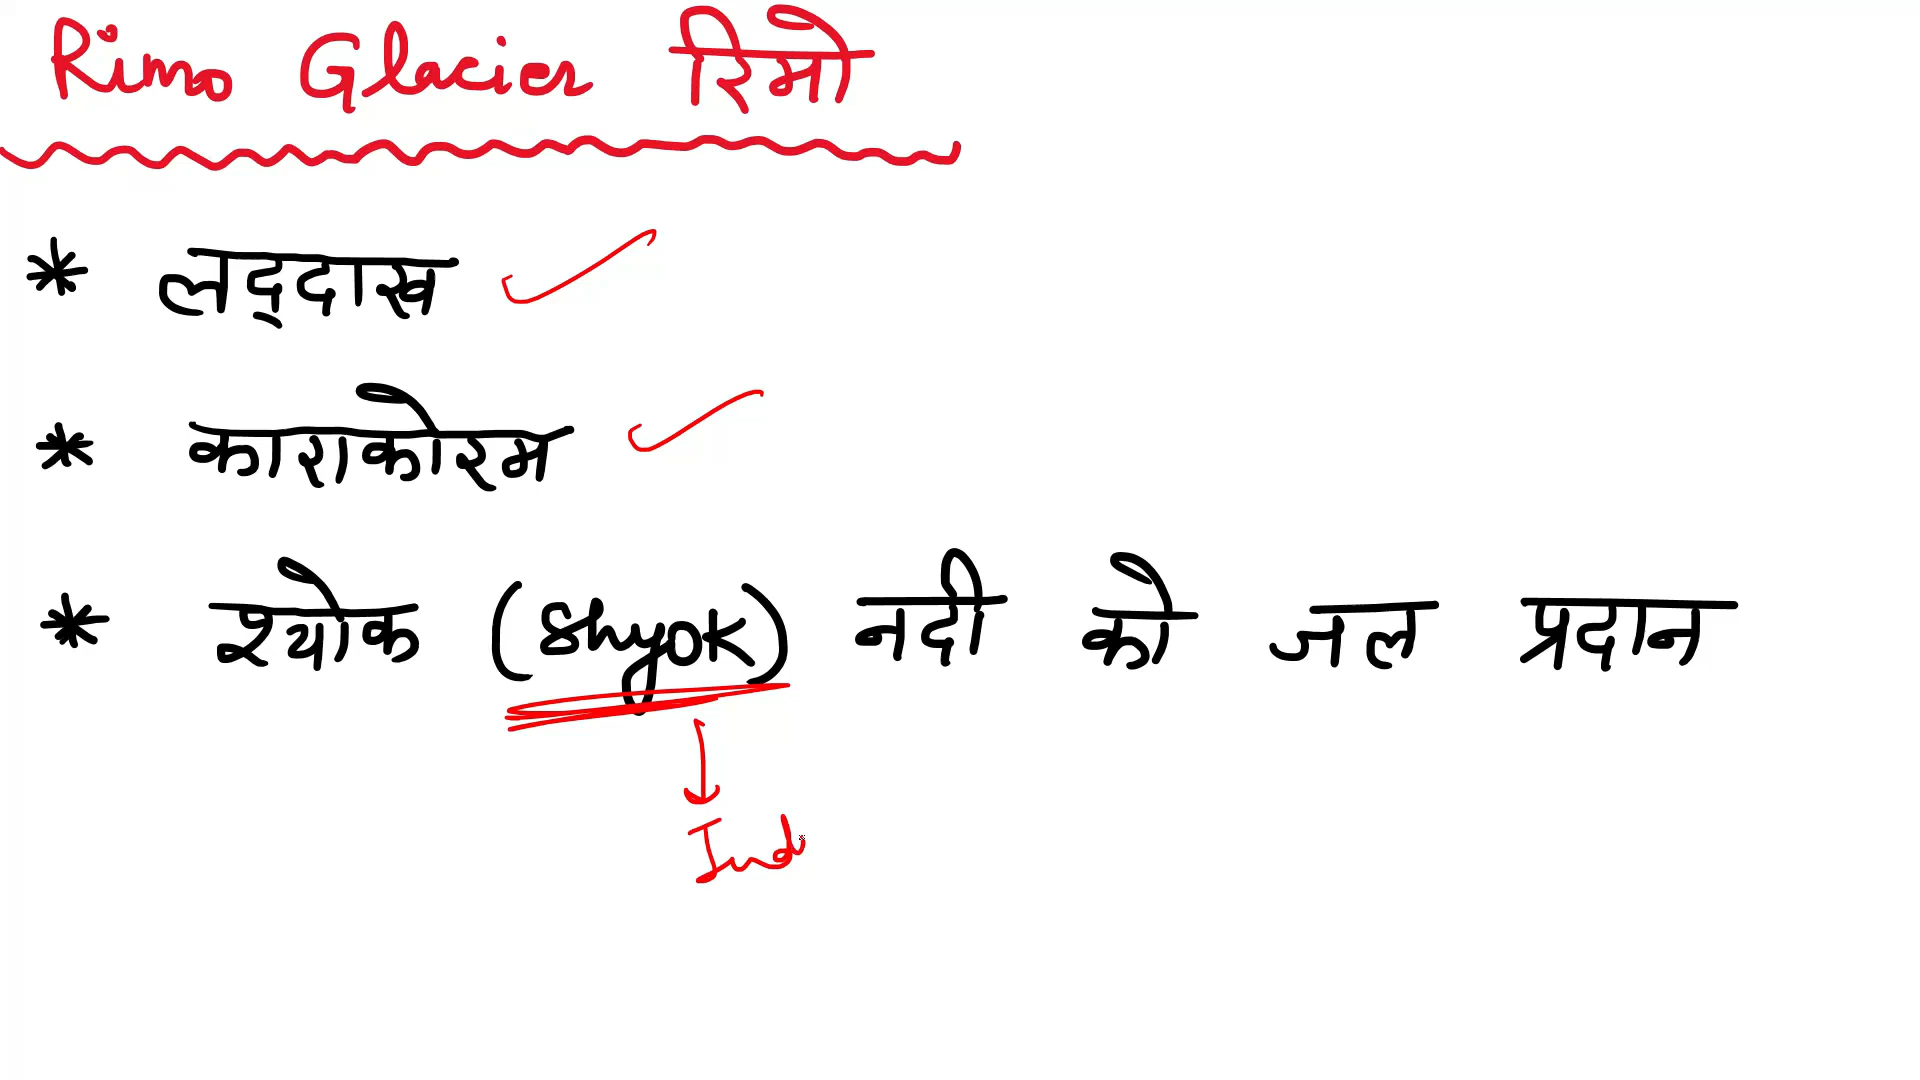 Rimo Glacier रिमो
* लद्दाख
* काराकोरम
* श्योक (Shyok) नदी को जल प्रदान
Ind